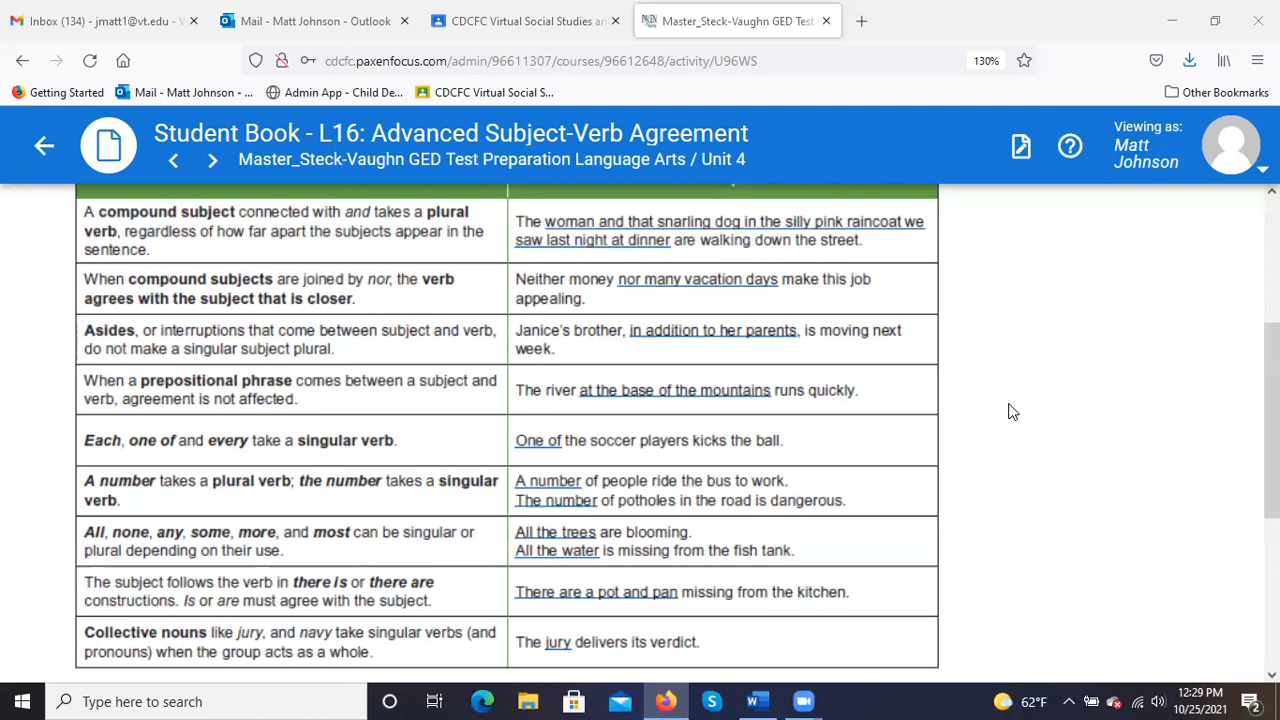 Inbox (134) - jmatt1@vt.edu - V
Mail - Matt Johnson - Outlook
CDCFC Virtual Social Studies an
PAXEN
Master_Steck-Vaughn GED Test
cdcfc.paxenfocus.com/admin/96611307/courses/96612648/activity/U96WS
130%
Getting Started
Mail - Matt Johnson - ...
Admin App - Child De...
CDCFC Virtual Social S...
Other Bookmarks
Student Book - L16: Advanced Subject-Verb Agreement
Master_Steck-Vaughn GED Test Preparation Language Arts / Unit 4
Viewing as:
Matt
Johnson
A compound subject connected with and takes a plural
verb, regardless of how far apart the subjects appear in the
sentence.
The woman and that snarling dog in the silly pink raincoat we
saw last night at dinner are walking down the street.
When compound subjects are joined by nor, the verb
agrees with the subject that is closer.
Neither money nor many vacation days make this job
appealing.
Asides, or interruptions that come between subject and verb,
do not make a singular subject plural.
Janice's brother, in addition to her parents, is moving next
week.
When a prepositional phrase comes between a subject and
verb, agreement is not affected.
The river at the base of the mountains runs quickly.
Each, one of and every take a singular verb.
One of the soccer players kicks the ball.
A number takes a plural verb; the number takes a singular
verb.
A number of people ride the bus to work.
The number of potholes in the road is dangerous.
All, none, any, some, more, and most can be singular or
plural depending on their use.
All the trees are blooming.
All the water is missing from the fish tank.
The subject follows the verb in there is or there are
constructions. Is or are must agree with the subject.
There are a pot and pan missing from the kitchen.
Collective nouns like jury, and navy take singular verbs (and
pronouns) when the group acts as a whole.
The jury delivers its verdict.
Type here to search
62°F
12:29 PM
10/25/2021
2